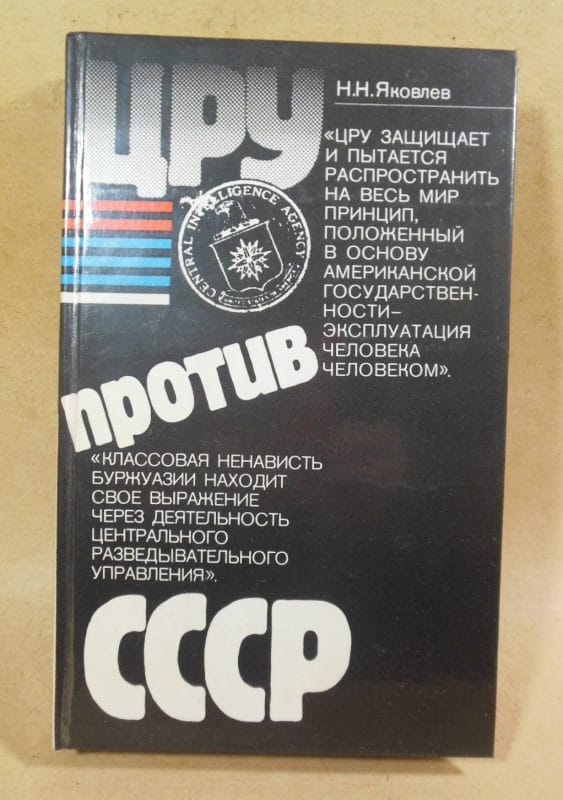 ЦРУ
Н.Н.Яковлев
«ЦРУ ЗАЩИЩАЕТ
И ПЫТАЕТСЯ
РАСПРОСТРАНИТЬ
НА ВЕСЬ МИР
ПРИНЦИП,
ПОЛОЖЕННЫЙ
В ОСНОВУ
АМЕРИКАНСКОЙ
ГОСУДАРСТВЕН-
НОСТИ–
ЭКСПЛУАТАЦИЯ
ЧЕЛОВЕКА
ЧЕЛОВЕКОМ».
CENTRAL INTELLIGENCE AGENCY
против
«КЛАССОВАЯ НЕНАВИСТЬ
БУРЖУАЗИИ НАХОДИТ
СВОЕ ВЫРАЖЕНИЕ
ЧЕРЕЗ ДЕЯТЕЛЬНОСТЬ
ЦЕНТРАЛЬНОГО
РАЗВЕДЫВАТЕЛЬНОГО
УПРАВЛЕНИЯ».
СССР